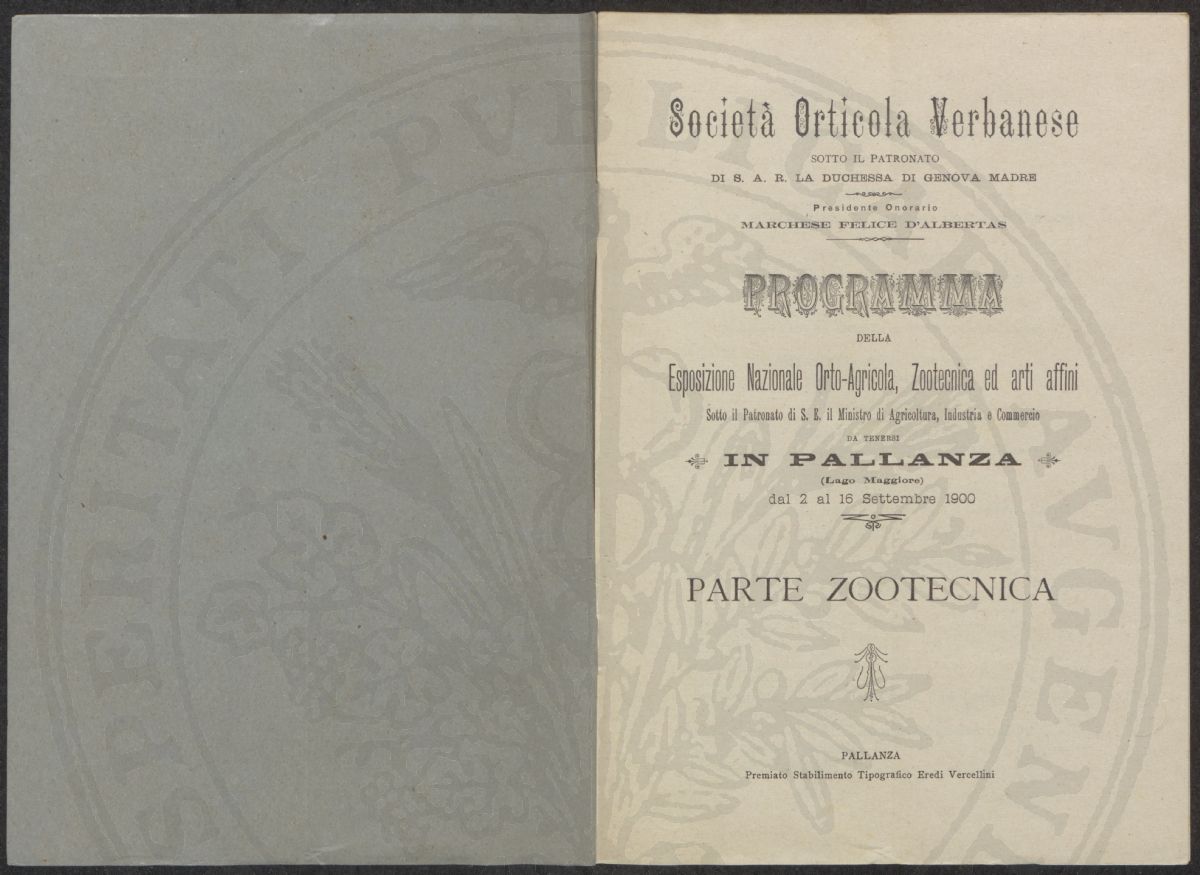 Società Orticola Verbanese
SOTTO IL PATRONATO
DI S. A. R. LA DUCHESSA DI GENOVA MADRE
Presidente Onorario
MARCHESE FELICE D'ALBERTAS
PROGRAMMA
DELLA
Esposizione Nazionale Orto-Agricola, Zootecnica ed arti affini
Sotto il Patronato di S. E. il Ministro di Agricoltura, Industria e Commercio
DA TENERSI
IN PALLANZA
(Lago Maggiore)
dal 2 al 16 Settembre 1900
PARTE ZOOTECNICA
PALLANZA
Premiato Stabilimento Tipografico Eredi Vercellini
SPERITATI PVBLICAE AVGEN